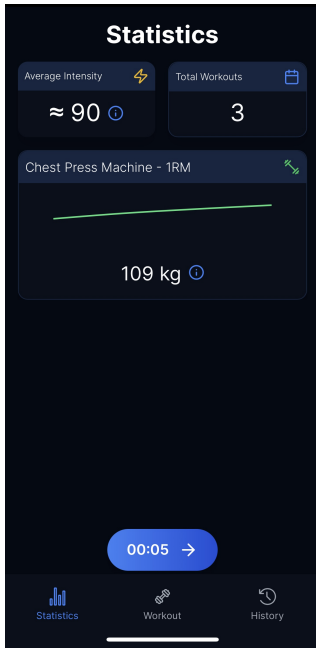 Statistics
Average Intensity
Total Workouts
≈ 90
3
Chest Press Machine - 1RM
109 kg
00:05 →
Statistics
Workout
History